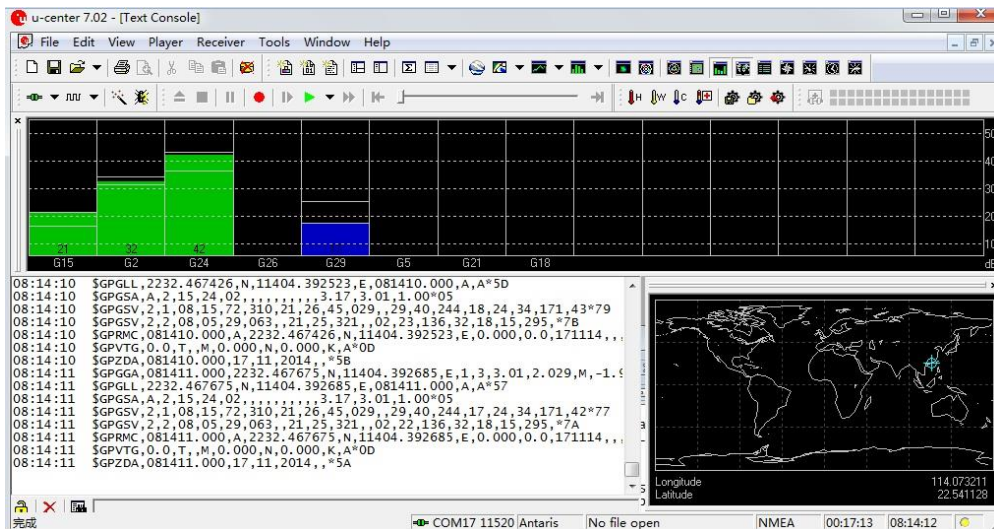 u-center 7.02 - [Text Console]
File Edit View Player Receiver Tools Window Help
50
40
30
20
10
21 32 42
G15 G2 G24 G26 G29 G5 G21 G18
08:14:10 $GPGLL,2232.467426,N,11404.392523,E,081410.000,A,A*5D
08:14:10 $GPGSA,A,2,15,24,02,,,,,,,,,,3.17,3.01,1.00*05
08:14:10 $GPGSV,2,1,08,15,72,310,21,26,45,029,,29,40,244,18,24,34,171,43*79
08:14:10 $GPGSV,2,2,08,05,29,063,,21,25,321,,02,23,136,32,18,15,295,*7B
08:14:10 $GPRMC,081410.000,A,2232.467426,N,11404.392523,E,0.000,0.0,171114,,,
08:14:10 $GPVTG,0.0,T,,M,0.000,N,0.000,K,A*0D
08:14:10 $GPZDA,081410.000,17,11,2014,,*5B
08:14:11 $GPGGA,081411.000,2232.467675,N,11404.392685,E,1,3,3.01,2.029,M,-1.9
08:14:11 $GPGLL,2232.467675,N,11404.392685,E,081411.000,A,A*57
08:14:11 $GPGSA,A,2,15,24,02,,,,,,,,,,3.17,3.01,1.00*05
08:14:11 $GPGSV,2,1,08,15,72,310,21,26,45,029,,29,40,244,17,24,34,171,42*77
08:14:11 $GPGSV,2,2,08,05,29,063,,21,25,321,,02,22,136,32,18,15,295,*7A
08:14:11 $GPRMC,081411.000,A,2232.467675,N,11404.392685,E,0.000,0.0,171114,,,
08:14:11 $GPVTG,0.0,T,,M,0.000,N,0.000,K,A*0D
08:14:11 $GPZDA,081411.000,17,11,2014,,*5A
Longitude 114.073211
Latitude 22.541128
完成 COM17 11520 Antaris No file open NMEA 00:17:13 08:14:12